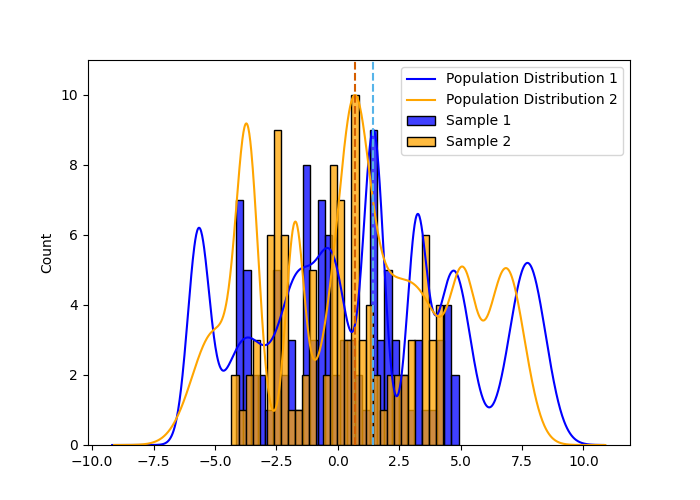 Population Distribution 1
Population Distribution 2
Sample 1
Sample 2
Count
10
8
6
4
2
0
−10.0 −7.5 −5.0 −2.5 0.0 2.5 5.0 7.5 10.0